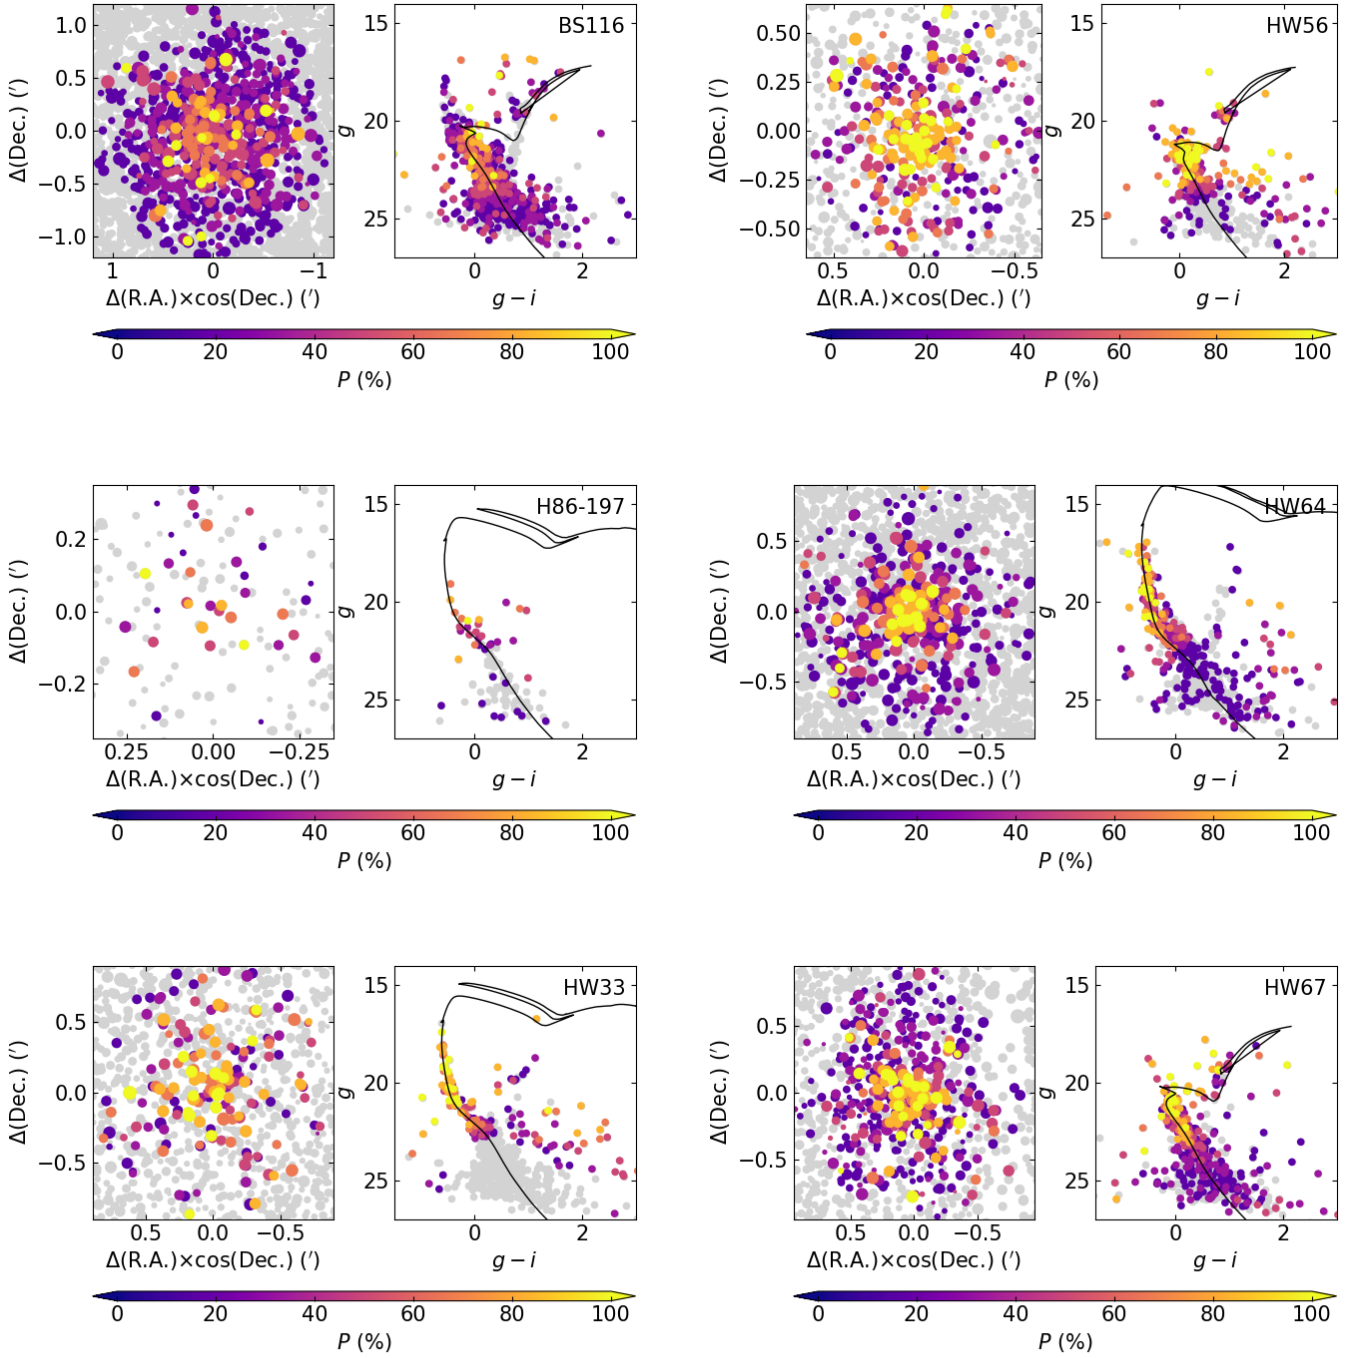 BS116
1.0
0.5
0.0
−0.5
−1.0
Δ(Dec.) (′)
1 0 −1
Δ(R.A.)×cos(Dec.) (′)
15
20
25
g
0 2
g − i
0 20 40 60 80 100
P (%)
HW56
0.50
0.25
0.00
−0.25
−0.50
Δ(Dec.) (′)
0.5 0.0 −0.5
Δ(R.A.)×cos(Dec.) (′)
15
20
25
g
0 2
g − i
0 20 40 60 80 100
P (%)
H86-197
0.2
0.0
−0.2
Δ(Dec.) (′)
0.25 0.00 −0.25
Δ(R.A.)×cos(Dec.) (′)
15
20
25
g
0 2
g − i
0 20 40 60 80 100
P (%)
HW64
0.5
0.0
−0.5
Δ(Dec.) (′)
0.5 0.0 −0.5
Δ(R.A.)×cos(Dec.) (′)
15
20
25
g
0 2
g − i
0 20 40 60 80 100
P (%)
HW33
0.5
0.0
−0.5
Δ(Dec.) (′)
0.5 0.0 −0.5
Δ(R.A.)×cos(Dec.) (′)
15
20
25
g
0 2
g − i
0 20 40 60 80 100
P (%)
HW67
0.5
0.0
−0.5
Δ(Dec.) (′)
0.5 0.0 −0.5
Δ(R.A.)×cos(Dec.) (′)
15
20
25
g
0 2
g − i
0 20 40 60 80 100
P (%)